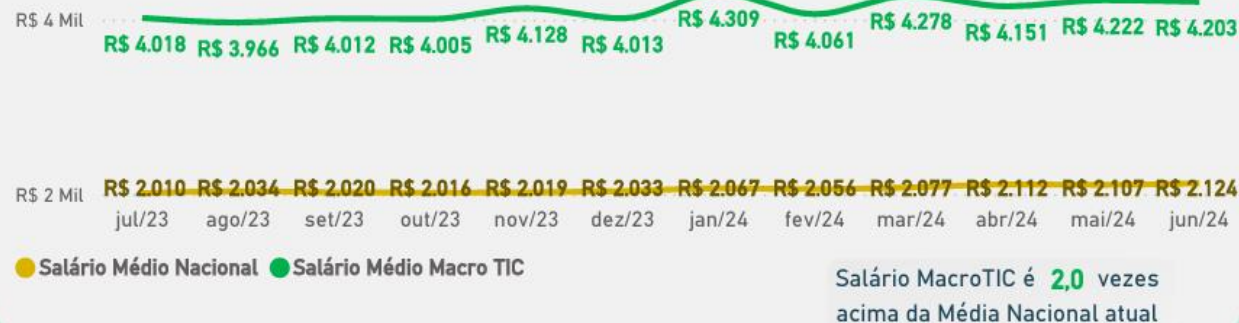 R$ 4 Mil
R$ 4.018 R$ 3.966 R$ 4.012 R$ 4.005 R$ 4.128 R$ 4.013 R$ 4.309 R$ 4.061 R$ 4.278 R$ 4.151 R$ 4.222 R$ 4.203
R$ 2 Mil R$ 2.010 R$ 2.034 R$ 2.020 R$ 2.016 R$ 2.019 R$ 2.033 R$ 2.067 R$ 2.056 R$ 2.077 R$ 2.112 R$ 2.107 R$ 2.124
jul/23 ago/23 set/23 out/23 nov/23 dez/23 jan/24 fev/24 mar/24 abr/24 mai/24 jun/24
Salário Médio Nacional Salário Médio Macro TIC
Salário MacroTIC é 2,0 vezes
acima da Média Nacional atual